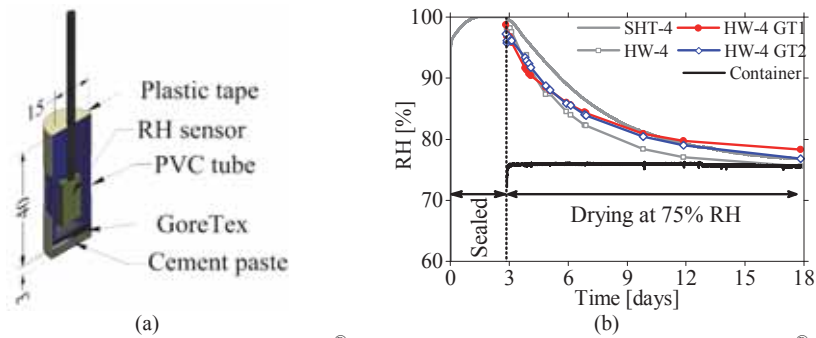 15
40
3
Plastic tape
RH sensor
PVC tube
GoreTex
Cement paste
(a)
RH [%]
100
90
80
70
60
SHT-4
HW-4 GT1
HW-4
HW-4 GT2
Container
Sealed
Drying at 75% RH
0 3 6 9 12 15 18
Time [days]
(b)